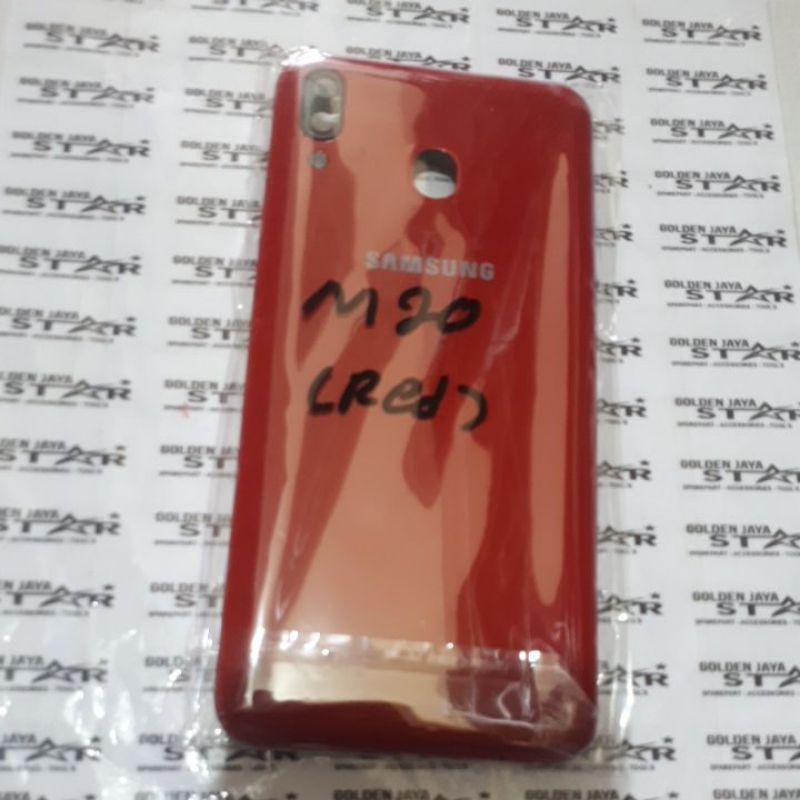 SAMSUNG
M20
(Red)
GOLDEN JAYA
STAR
SPAREPART - ACCESSORIES - TOOLS